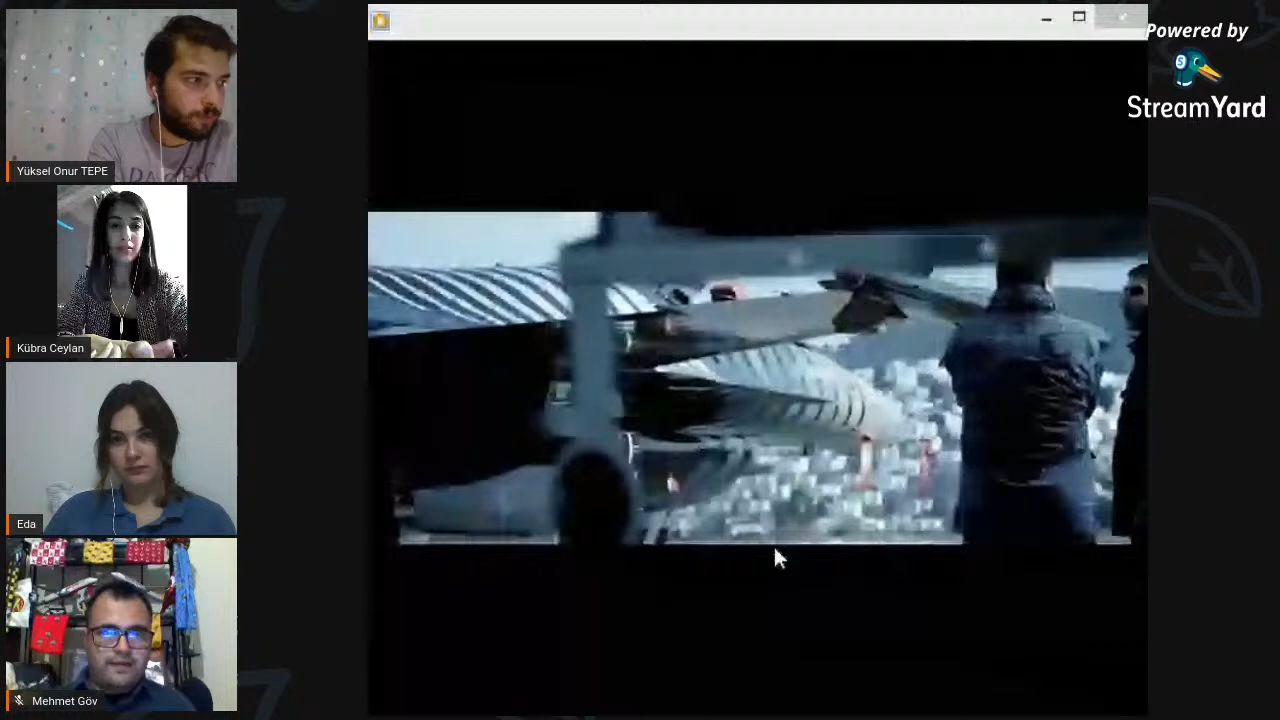 Yüksel Onur TEPE
Kübra Ceylan
Eda
Mehmet Göv
Powered by
StreamYard